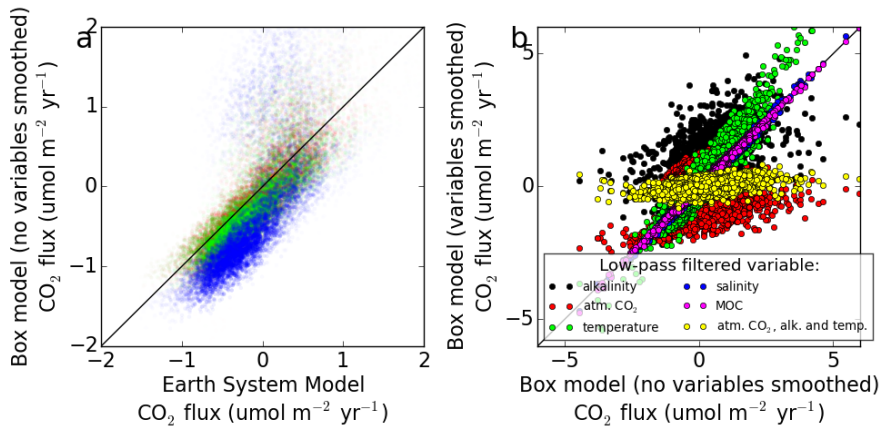 a
Box model (no variables smoothed)
CO₂ flux (umol m⁻² yr⁻¹)
2
1
0
−1
−2
−2 −1 0 1 2
Earth System Model
CO₂ flux (umol m⁻² yr⁻¹)
b
Box model (variables smoothed)
CO₂ flux (umol m⁻² yr⁻¹)
5
0
−5
Low-pass filtered variable:
alkalinity
atm. CO₂
temperature
salinity
MOC
atm. CO₂, alk. and temp.
−5 0 5
Box model (no variables smoothed)
CO₂ flux (umol m⁻² yr⁻¹)